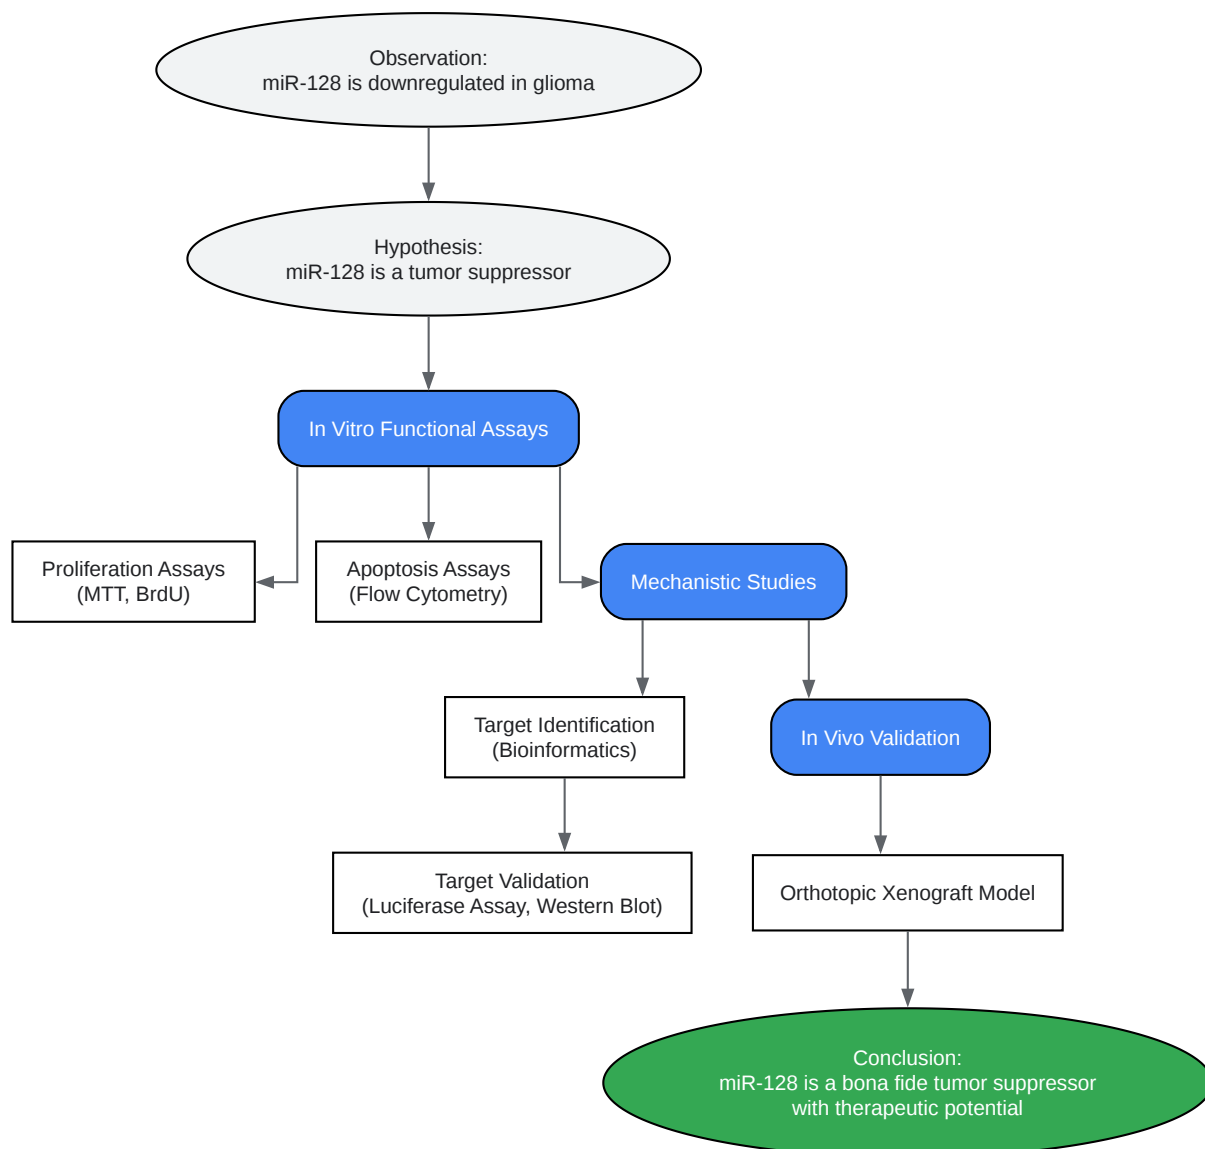 Observation:
miR-128 is downregulated in glioma
Hypothesis:
miR-128 is a tumor suppressor
In Vitro Functional Assays
Proliferation Assays
(MTT, BrdU)
Apoptosis Assays
(Flow Cytometry)
Mechanistic Studies
Target Identification
(Bioinformatics)
In Vivo Validation
Target Validation
(Luciferase Assay, Western Blot)
Orthotopic Xenograft Model
Conclusion:
miR-128 is a bona fide tumor suppressor
with therapeutic potential